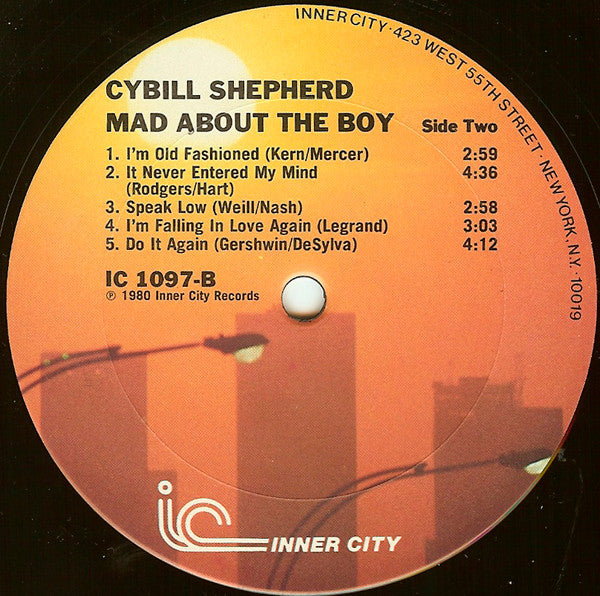 INNER CITY · 423 WEST 55TH STREET · NEW YORK, N.Y. · 10019
CYBILL SHEPHERD
MAD ABOUT THE BOY Side Two
1. I'm Old Fashioned (Kern/Mercer) 2:59
2. It Never Entered My Mind 4:36
(Rodgers/Hart)
3. Speak Low (Weill/Nash) 2:58
4. I'm Falling In Love Again (Legrand) 3:03
5. Do It Again (Gershwin/DeSylva) 4:12
IC 1097-B
℗ 1980 Inner City Records
ic INNER CITY